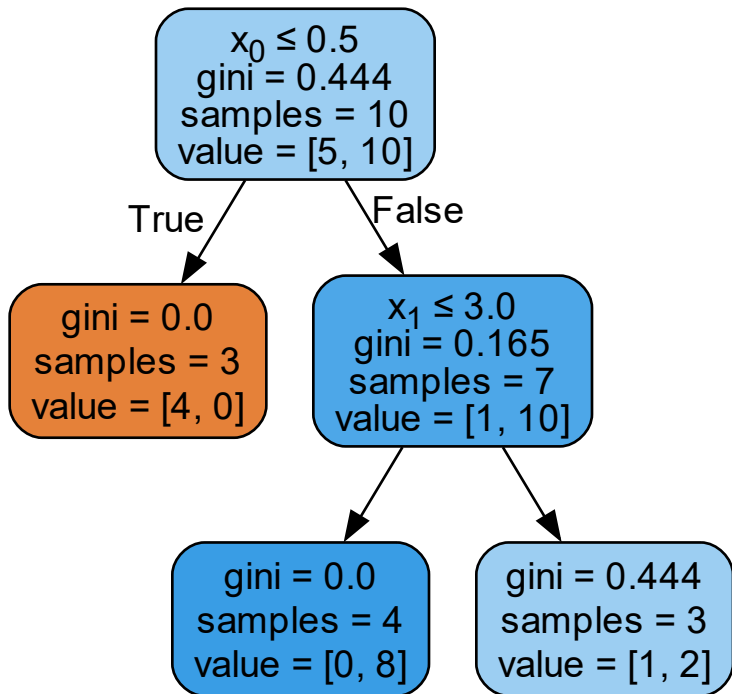 x₀ ≤ 0.5
gini = 0.444
samples = 10
value = [5, 10]
True
False
gini = 0.0
samples = 3
value = [4, 0]
x₁ ≤ 3.0
gini = 0.165
samples = 7
value = [1, 10]
gini = 0.0
samples = 4
value = [0, 8]
gini = 0.444
samples = 3
value = [1, 2]